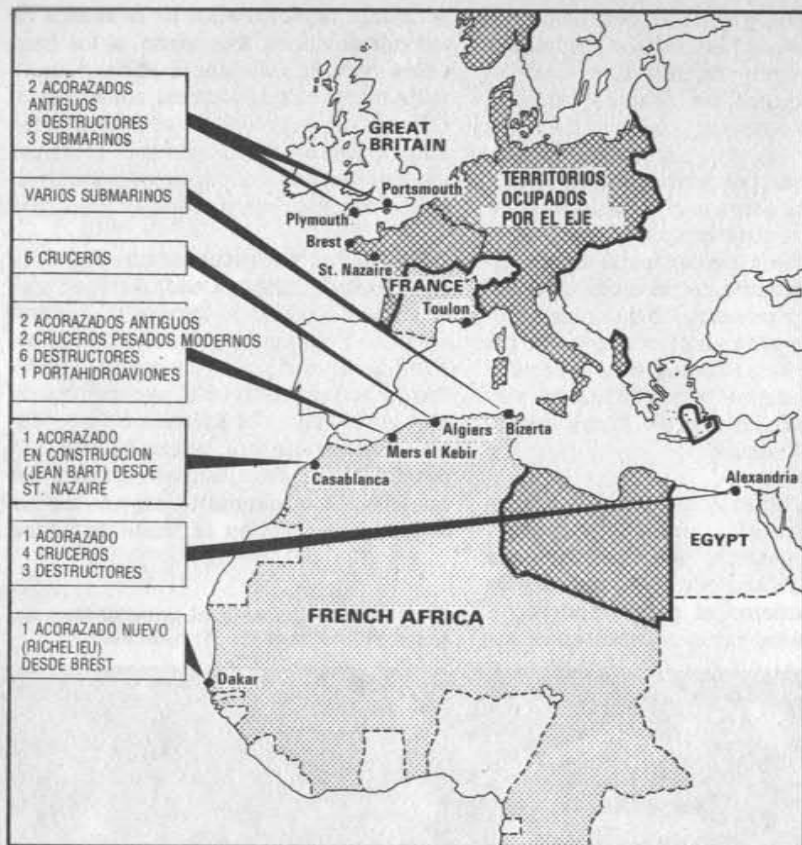 2 ACORAZADOS
ANTIGUOS
8 DESTRUCTORES
3 SUBMARINOS
VARIOS SUBMARINOS
6 CRUCEROS
2 ACORAZADOS ANTIGUOS
2 CRUCEROS PESADOS MODERNOS
6 DESTRUCTORES
1 PORTAHIDROAVIONES
1 ACORAZADO
EN CONSTRUCCION
(JEAN BART) DESDE
ST. NAZAIRE
1 ACORAZADO
4 CRUCEROS
3 DESTRUCTORES
1 ACORAZADO NUEVO
(RICHELIEU)
DESDE BREST
GREAT
BRITAIN
Portsmouth
Plymouth
Brest
St. Nazaire
FRANCE
Toulon
TERRITORIOS
OCUPADOS
POR EL EJE
Algiers
Bizerta
Mers el Kebir
Casablanca
Alexandria
EGYPT
FRENCH AFRICA
Dakar